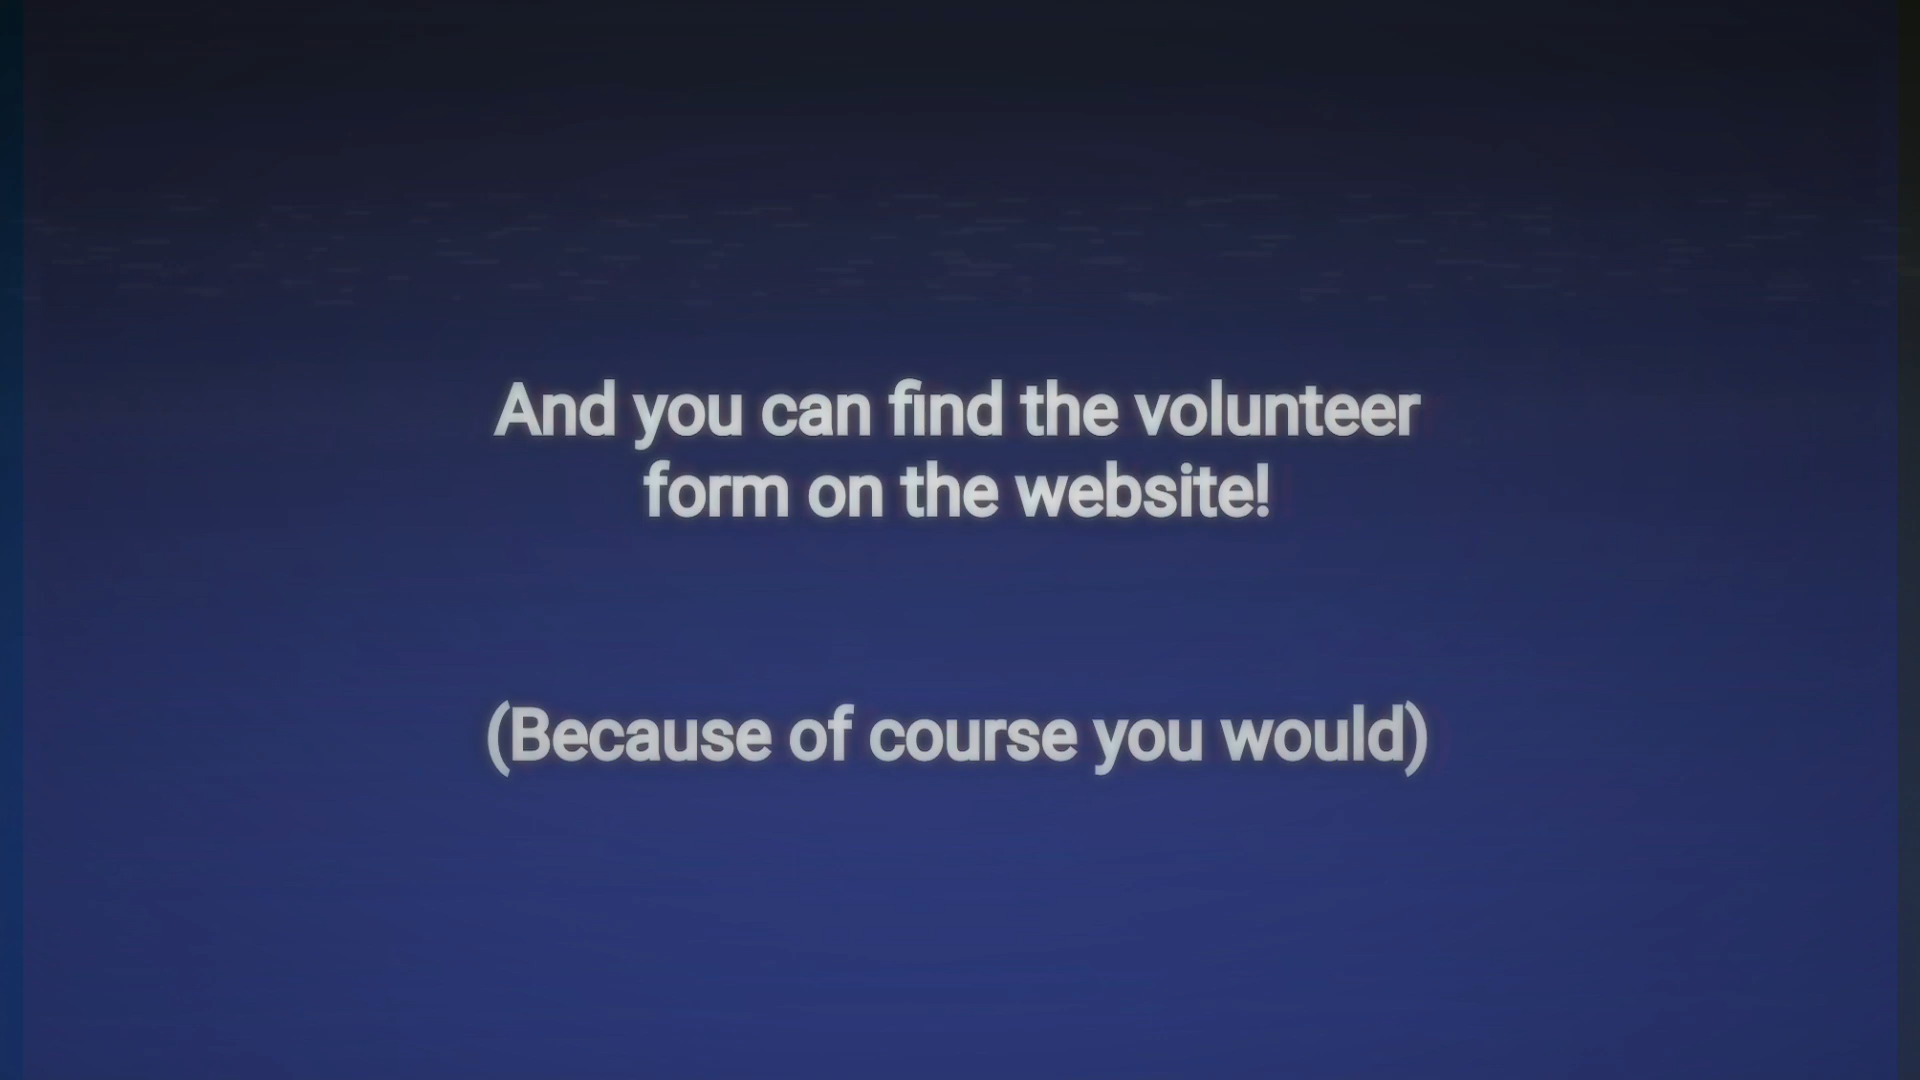 And you can find the volunteer
form on the website!
(Because of course you would)